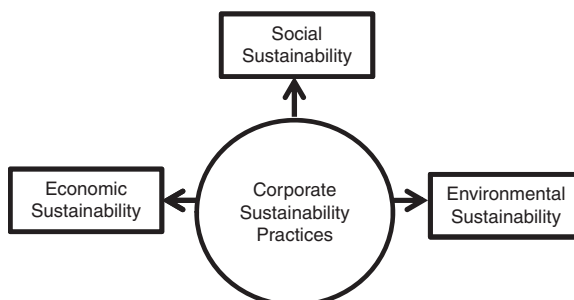 Social
Sustainability
Economic
Sustainability
Corporate
Sustainability
Practices
Environmental
Sustainability